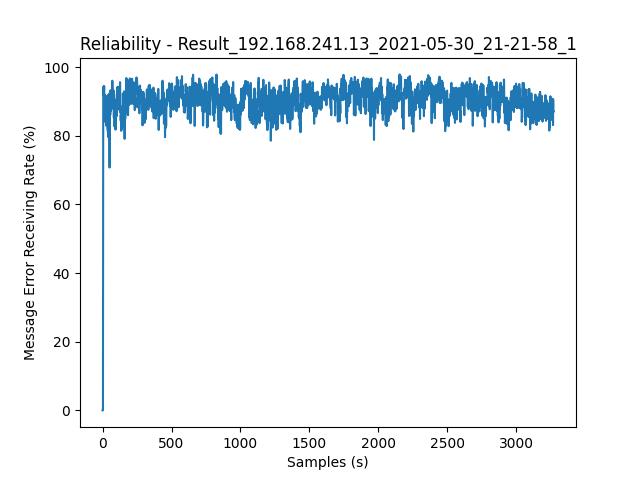 Reliability - Result_192.168.241.13_2021-05-30_21-21-58_1
100
80
60
40
20
0
Message Error Receiving Rate (%)
0 500 1000 1500 2000 2500 3000
Samples (s)